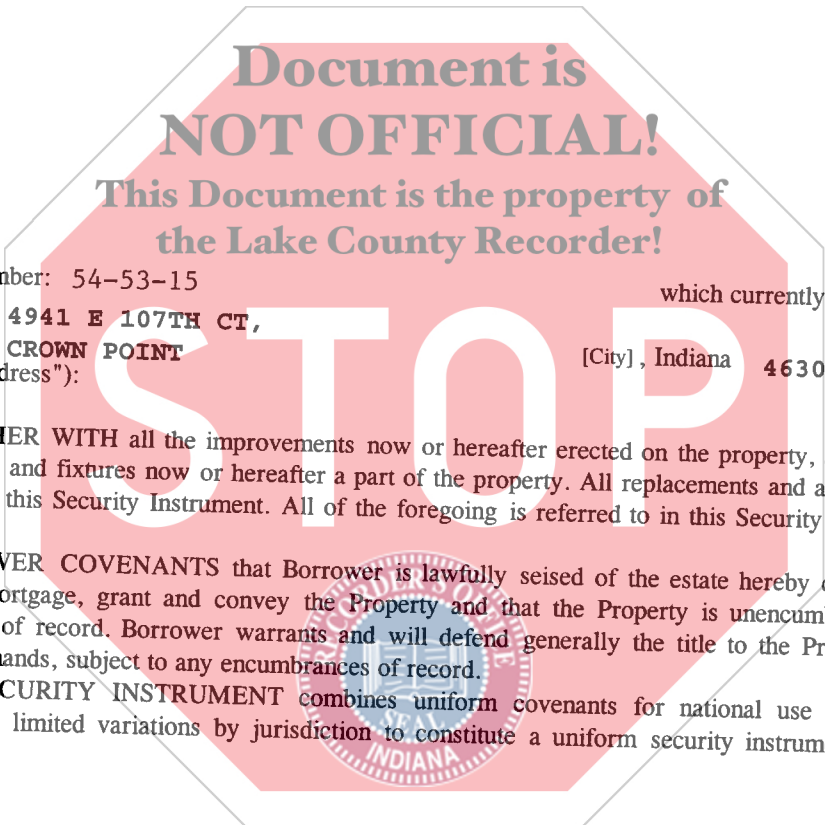 Document is
NOT OFFICIAL!
This Document is the property of
the Lake County Recorder!
nber: 54-53-15
which currently
4941 E 107TH CT,
CROWN POINT
[City] , Indiana 4630
dress"):
STOP
ER WITH all the improvements now or hereafter erected on the property,
and fixtures now or hereafter a part of the property. All replacements and a
this Security Instrument. All of the foregoing is referred to in this Security
VER COVENANTS that Borrower is lawfully seised of the estate hereby
ortgage, grant and convey the Property and that the Property is unencum
of record. Borrower warrants and will defend generally the title to the Pr
ands, subject to any encumbrances of record.
CURITY INSTRUMENT combines uniform covenants for national use
limited variations by jurisdiction to constitute a uniform security instrum
RECORDER'S OFFICE
SEAL
INDIANA